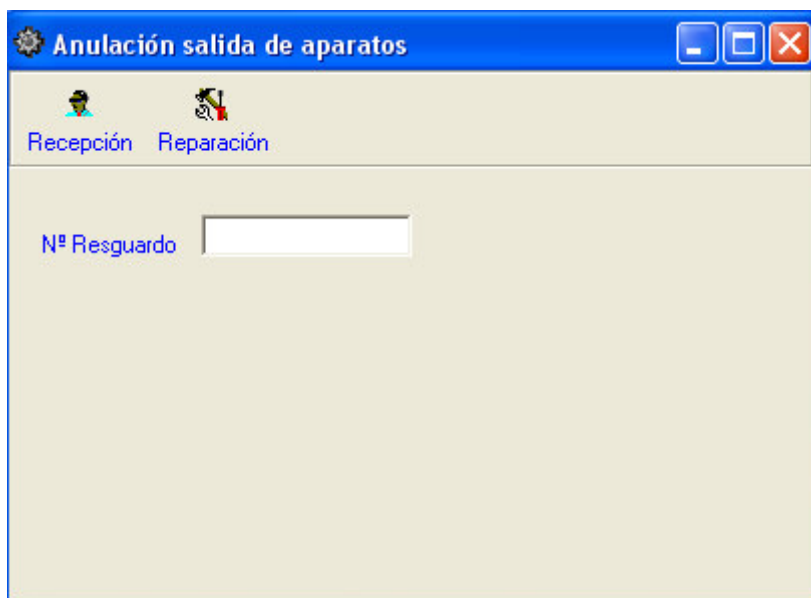 Anulación salida de aparatos
Recepción Reparación
Nº Resguardo